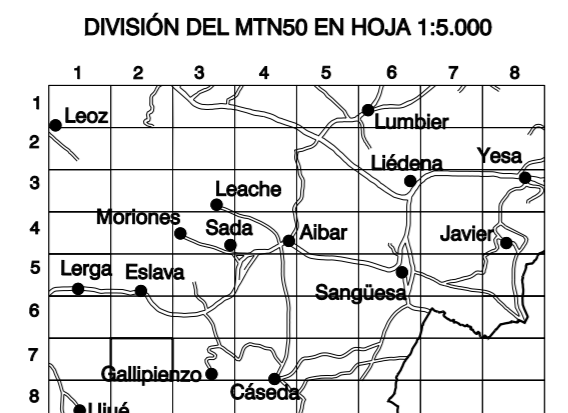 DIVISIÓN DEL MTN50 EN HOJA 1:5.000
1 2 3 4 5 6 7 8
1
Leoz
Lumbier
2
Liédena
Yesa
3
Leache
Moriones
4
Sada
Aibar
Javier
5
Lerga
Eslava
Sangüesa
6
7
Gallipienzo
Cáseda
8
Ujué